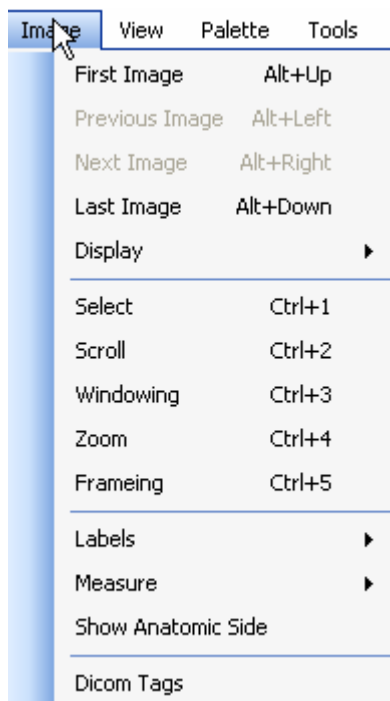 Image View Palette Tools
First Image Alt+Up
Previous Image Alt+Left
Next Image Alt+Right
Last Image Alt+Down
Display
Select Ctrl+1
Scroll Ctrl+2
Windowing Ctrl+3
Zoom Ctrl+4
Frameing Ctrl+5
Labels
Measure
Show Anatomic Side
Dicom Tags